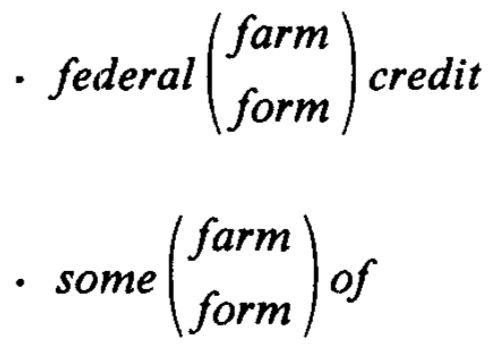 farm
· federal ( ) credit
form
farm
· some ( ) of
form